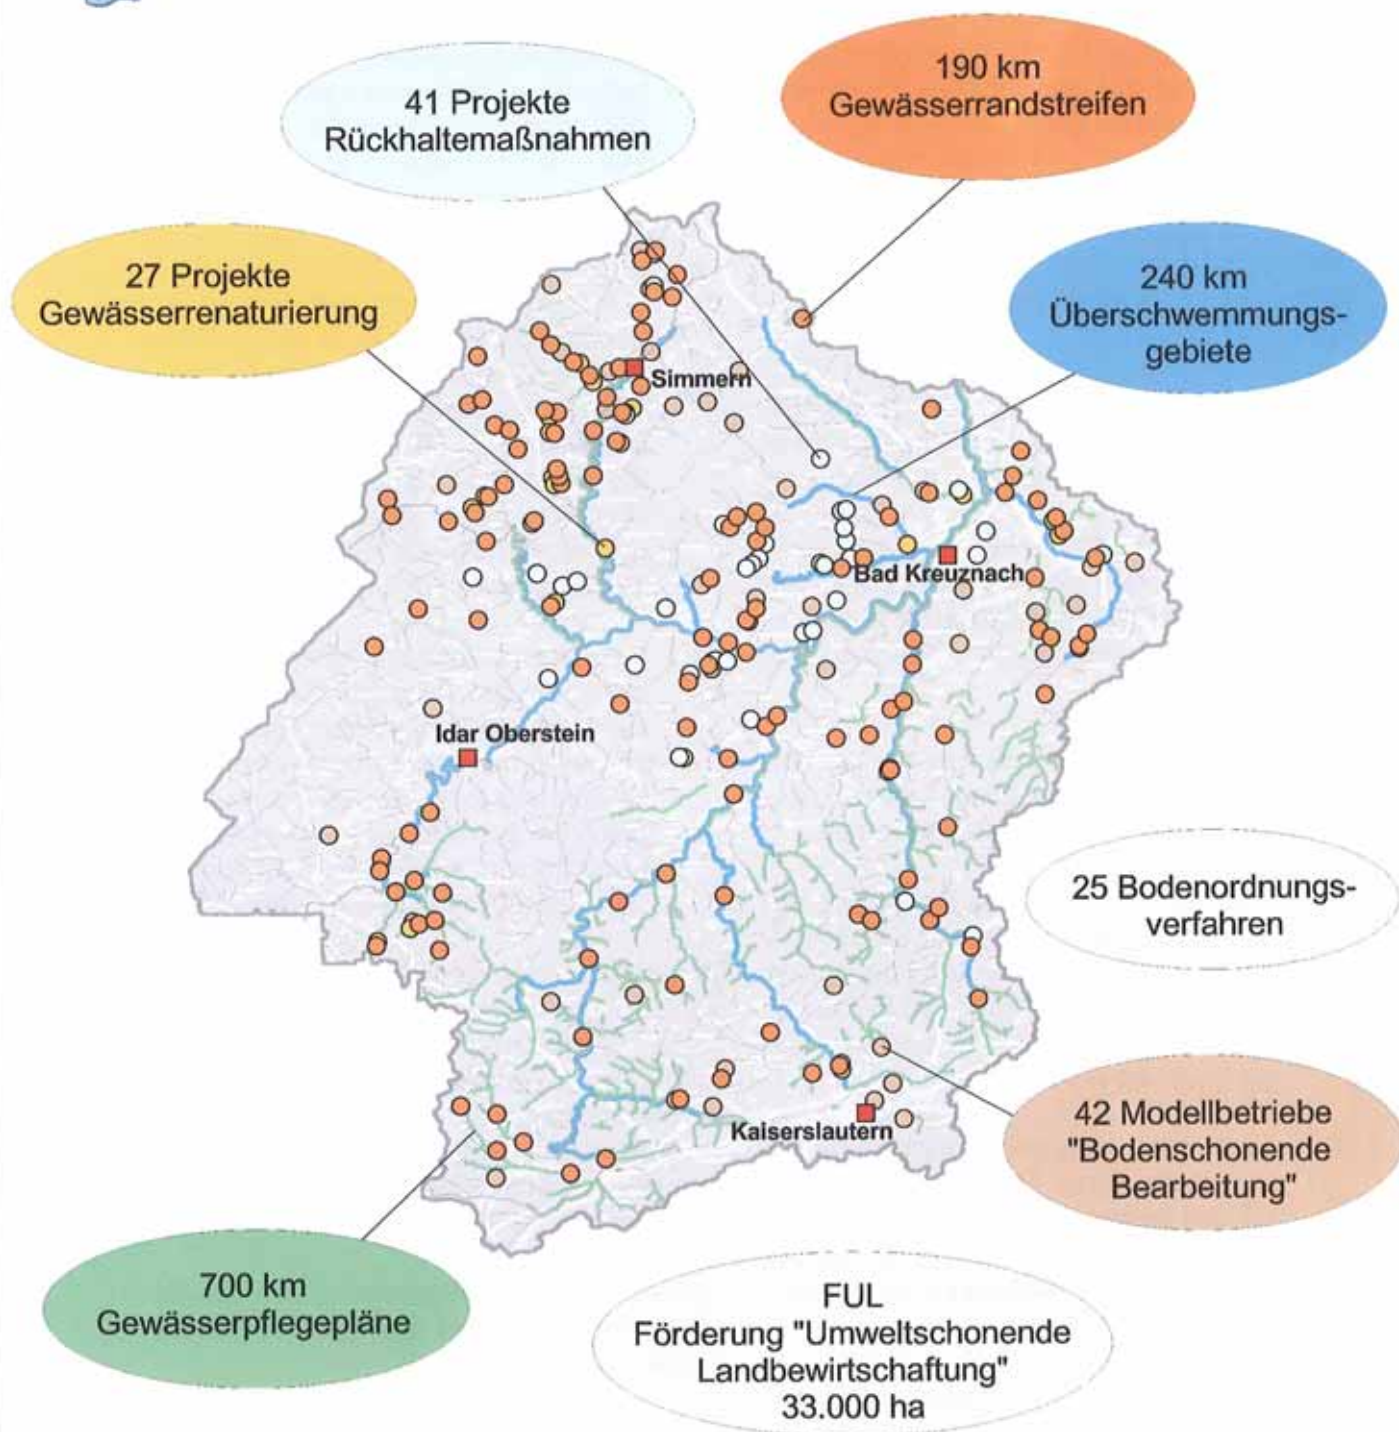 190 km
Gewässerrandstreifen
41 Projekte
Rückhaltemaßnahmen
27 Projekte
Gewässerrenaturierung
240 km
Überschwemmungs-
gebiete
Simmern
Bad Kreuznach
Idar Oberstein
25 Bodenordnungs-
verfahren
42 Modellbetriebe
"Bodenschonende
Bearbeitung"
Kaiserslautern
700 km
Gewässerpflegepläne
FUL
Förderung "Umweltschonende
Landbewirtschaftung"
33.000 ha